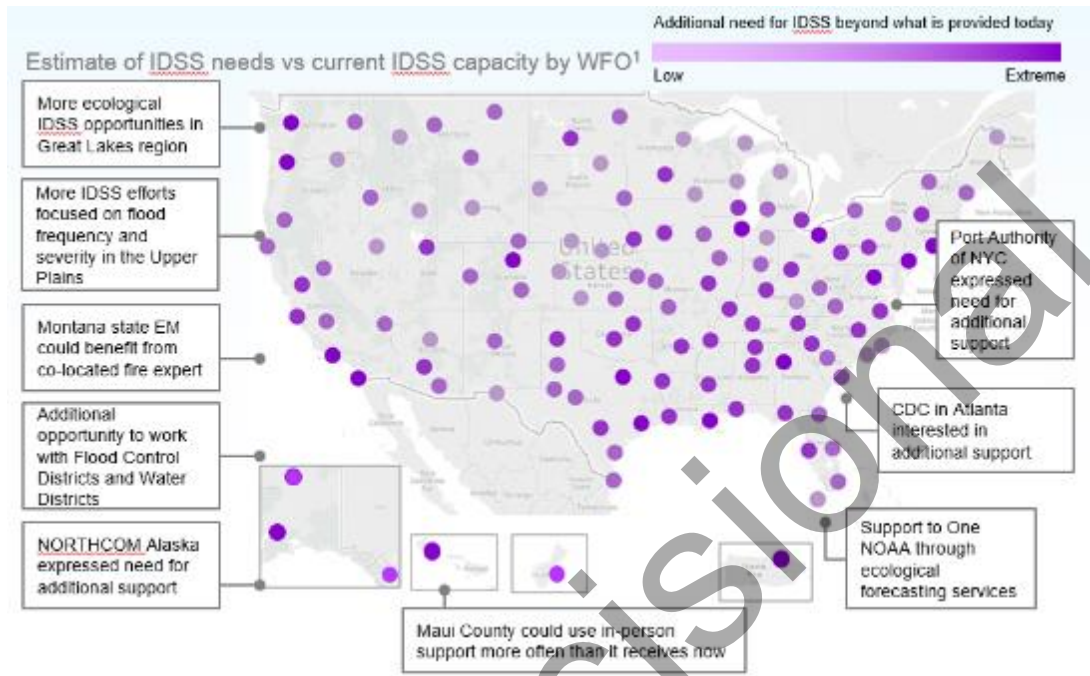 Additional need for IDSS beyond what is provided today
Estimate of IDSS needs vs current IDSS capacity by WFO1
Low
Extreme
More ecological
IDSS opportunities in
Great Lakes region
More IDSS efforts
focused on flood
frequency and
severity in the Upper
Plains
Montana state EM
could benefit from
co-located fire expert
Additional
opportunity to work
with Flood Control
Districts and Water
Districts
NORTHCOM Alaska
expressed need for
additional support
United
States
Port Authority
of NYC
expressed
need for
additional
support
CDC in Atlanta
interested in
additional support
Support to One
NOAA through
ecological
forecasting services
Maui County could use in-person
support more often than it receives now
cisional